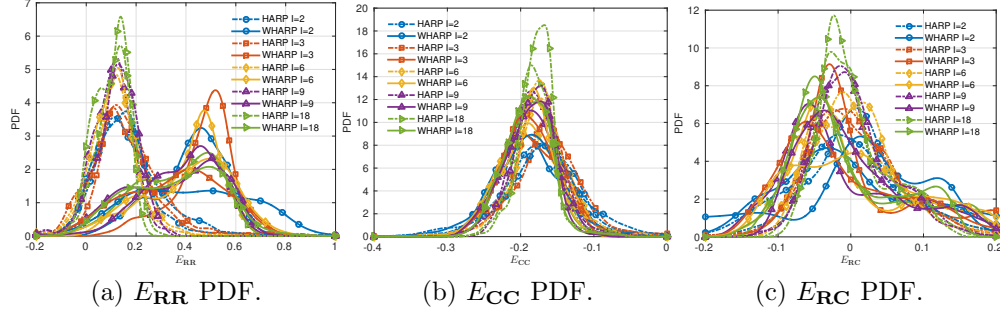 7
6
5
4
3
2
1
0
PDF
-0.2
0
0.2
0.4
0.6
0.8
1
E_RR
HARP I=2
WHARP I=2
HARP I=3
WHARP I=3
HARP I=6
WHARP I=6
HARP I=9
WHARP I=9
HARP I=18
WHARP I=18
(a) E_RR PDF.
20
18
16
14
12
10
8
6
4
2
0
PDF
-0.4
-0.3
-0.2
-0.1
0
E_CC
HARP I=2
WHARP I=2
HARP I=3
WHARP I=3
HARP I=6
WHARP I=6
HARP I=9
WHARP I=9
HARP I=18
WHARP I=18
(b) E_CC PDF.
12
10
8
6
4
2
0
PDF
-0.2
-0.1
0
0.1
0.2
E_RC
HARP I=2
WHARP I=2
HARP I=3
WHARP I=3
HARP I=6
WHARP I=6
HARP I=9
WHARP I=9
HARP I=18
WHARP I=18
(c) E_RC PDF.